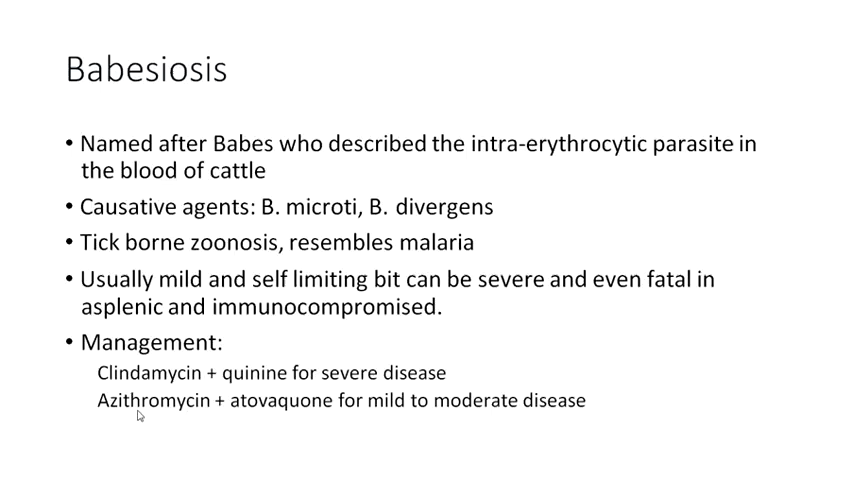 Babesiosis
• Named after Babes who described the intra-erythrocytic parasite in
the blood of cattle
• Causative agents: B. microti, B. divergens
• Tick borne zoonosis, resembles malaria
• Usually mild and self limiting bit can be severe and even fatal in
asplenic and immunocompromised.
• Management:
Clindamycin + quinine for severe disease
Azithromycin + atovaquone for mild to moderate disease